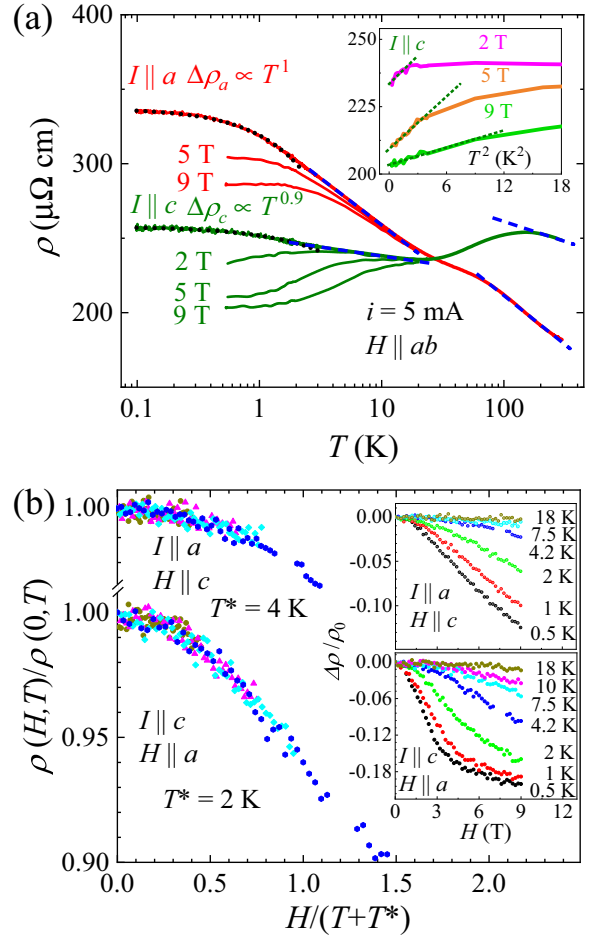 (a)
400
350
300
250
200
ρ (μΩ cm)
I || a Δρₐ ∝ T¹
5 T
9 T
I || c Δρ_c ∝ T⁰·⁹
2 T
5 T
9 T
i = 5 mA
H || ab
0.1 1 10 100
T (K)
250
225
200
I || c
2 T
5 T
9 T
T² (K²)
0 6 12 18
(b)
1.00
1.00
0.95
0.90
ρ (H,T)/ρ (0,T)
I || a
H || c
T* = 4 K
I || c
H || a
T* = 2 K
0.0 0.5 1.0 1.5 2.0
H/(T+T*)
Δρ/ρ₀
0.00
-0.05
-0.10
I || a
H || c
18 K
7.5 K
4.2 K
2 K
1 K
0.5 K
0.00
-0.06
-0.12
-0.18
I || c
H || a
18 K
10 K
7.5 K
4.2 K
2 K
1 K
0.5 K
0 3 6 9 12
H (T)